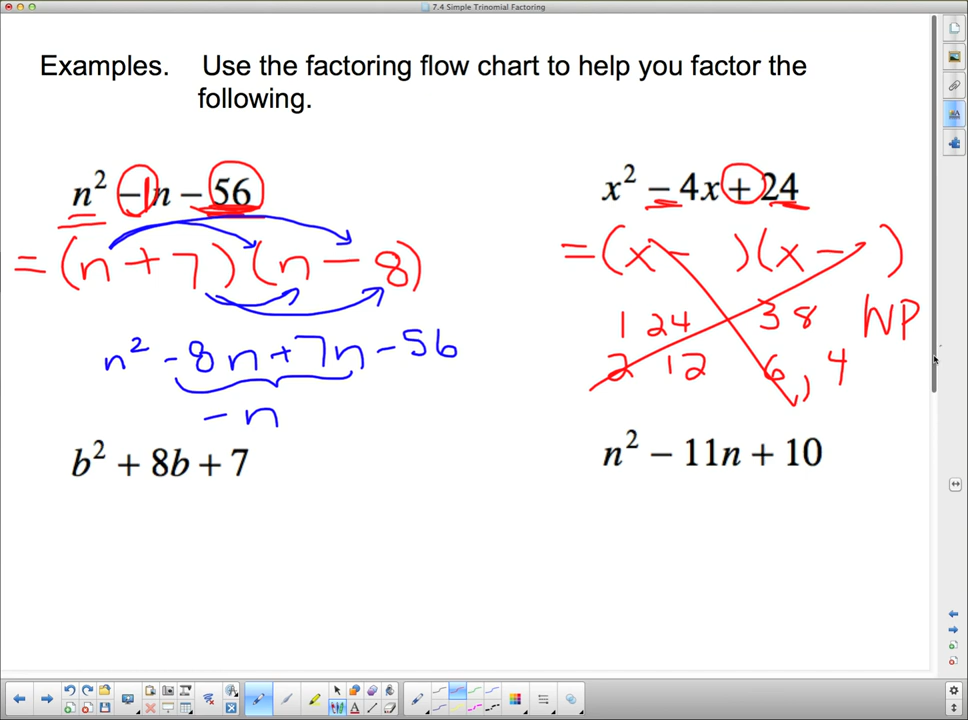 7.4 Simple Trinomial Factoring
Examples. Use the factoring flow chart to help you factor the
following.
n² − 1n − 56
= (n + 7)(n − 8)
n² − 8n + 7n − 56
− n
x² − 4x + 24
= (x − )(x − )
1 24 3 8 NP
2 12 6, 4
b² + 8b + 7
n² − 11n + 10